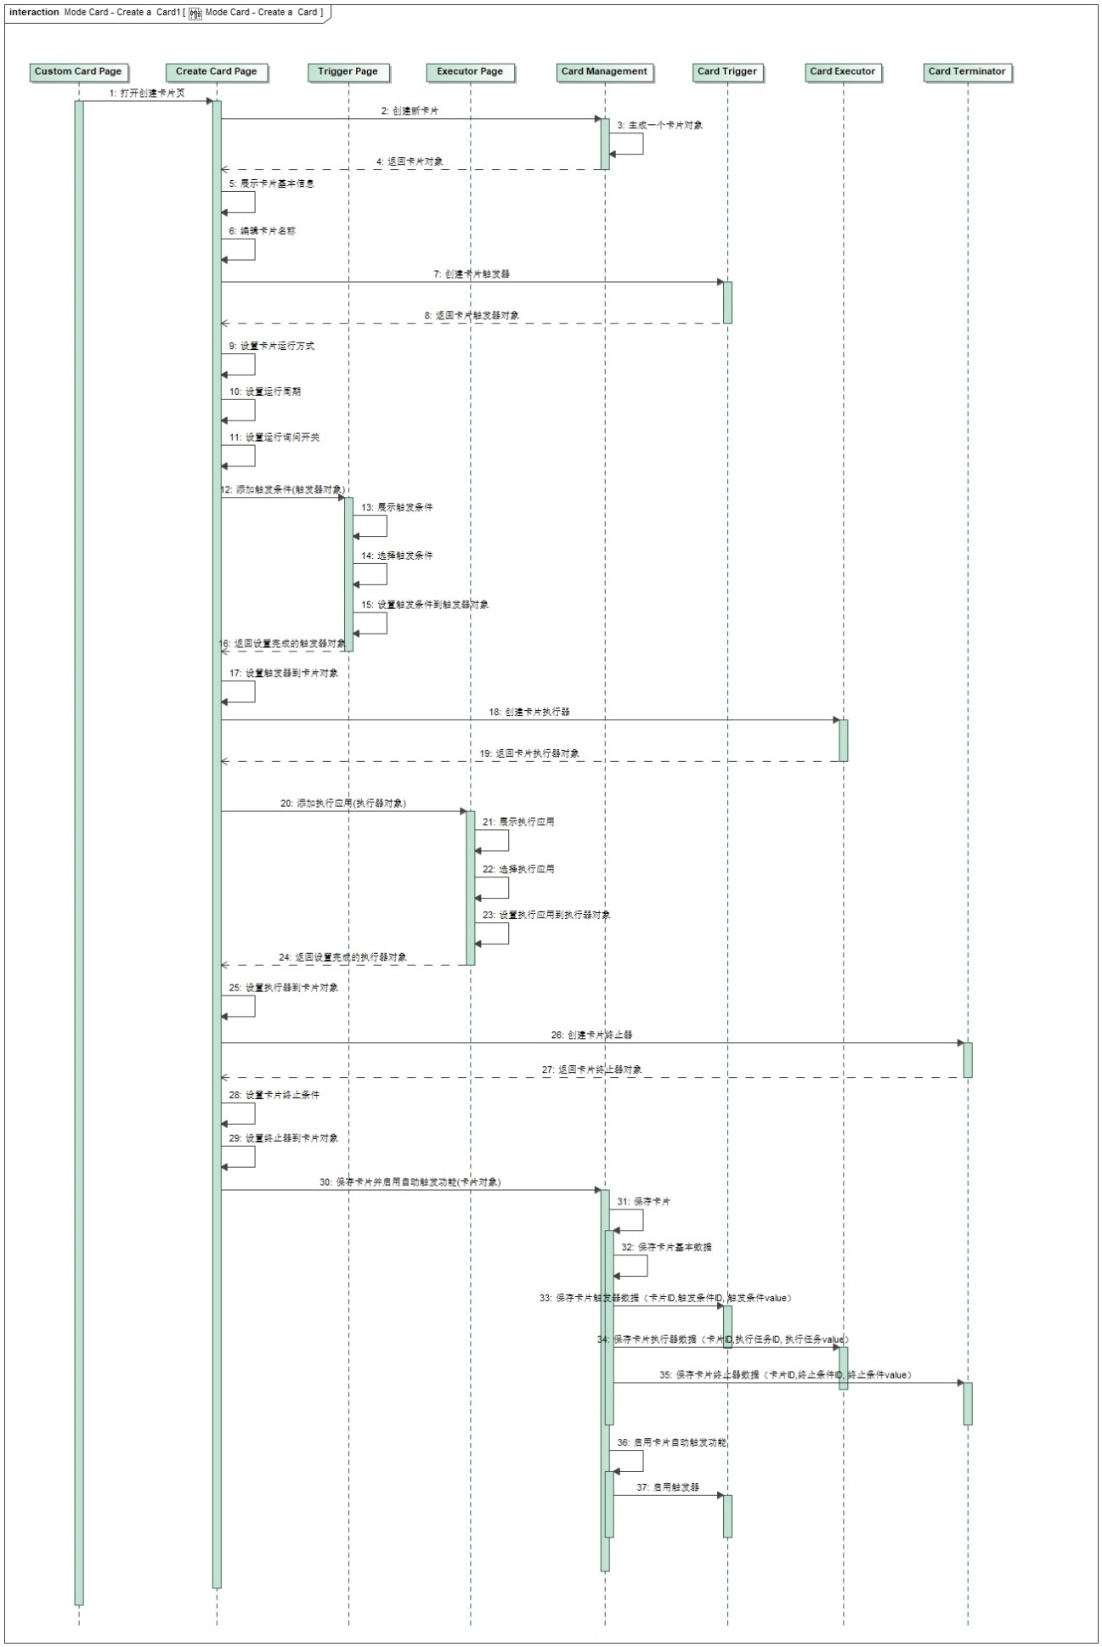 interaction Mode Card - Create a Card1 [ Mode Card - Create a Card ]
Custom Card Page
Create Card Page
Trigger Page
Executor Page
Card Management
Card Trigger
Card Executor
Card Terminator
1: 打开创建卡片页
2: 创建新卡片
3: 生成一个卡片对象
4: 返回卡片对象
5: 展示卡片基本信息
6: 编辑卡片名称
7: 创建卡片触发器
8: 返回卡片触发器对象
9: 设置卡片运行方式
10: 设置运行周期
11: 设置运行询问开关
12: 添加触发条件(触发器对象)
13: 展示触发条件
14: 选择触发条件
15: 设置触发条件到触发器对象
16: 返回设置完成的触发器对象
17: 设置触发器到卡片对象
18: 创建卡片执行器
19: 返回卡片执行器对象
20: 添加执行应用(执行器对象)
21: 展示执行应用
22: 选择执行应用
23: 设置执行应用到执行器对象
24: 返回设置完成的执行器对象
25: 设置执行器到卡片对象
26: 创建卡片终止器
27: 返回卡片终止器对象
28: 设置卡片终止条件
29: 设置终止器到卡片对象
30: 保存卡片并启用自动触发功能(卡片对象)
31: 保存卡片
32: 保存卡片基本数据
33: 保存卡片触发器数据（卡片ID,触发条件ID, 触发条件value）
34: 保存卡片执行器数据（卡片ID,执行任务ID, 执行任务value）
35: 保存卡片终止器数据（卡片ID,终止条件ID, 终止条件value）
36: 启用卡片自动触发功能
37: 启用触发器